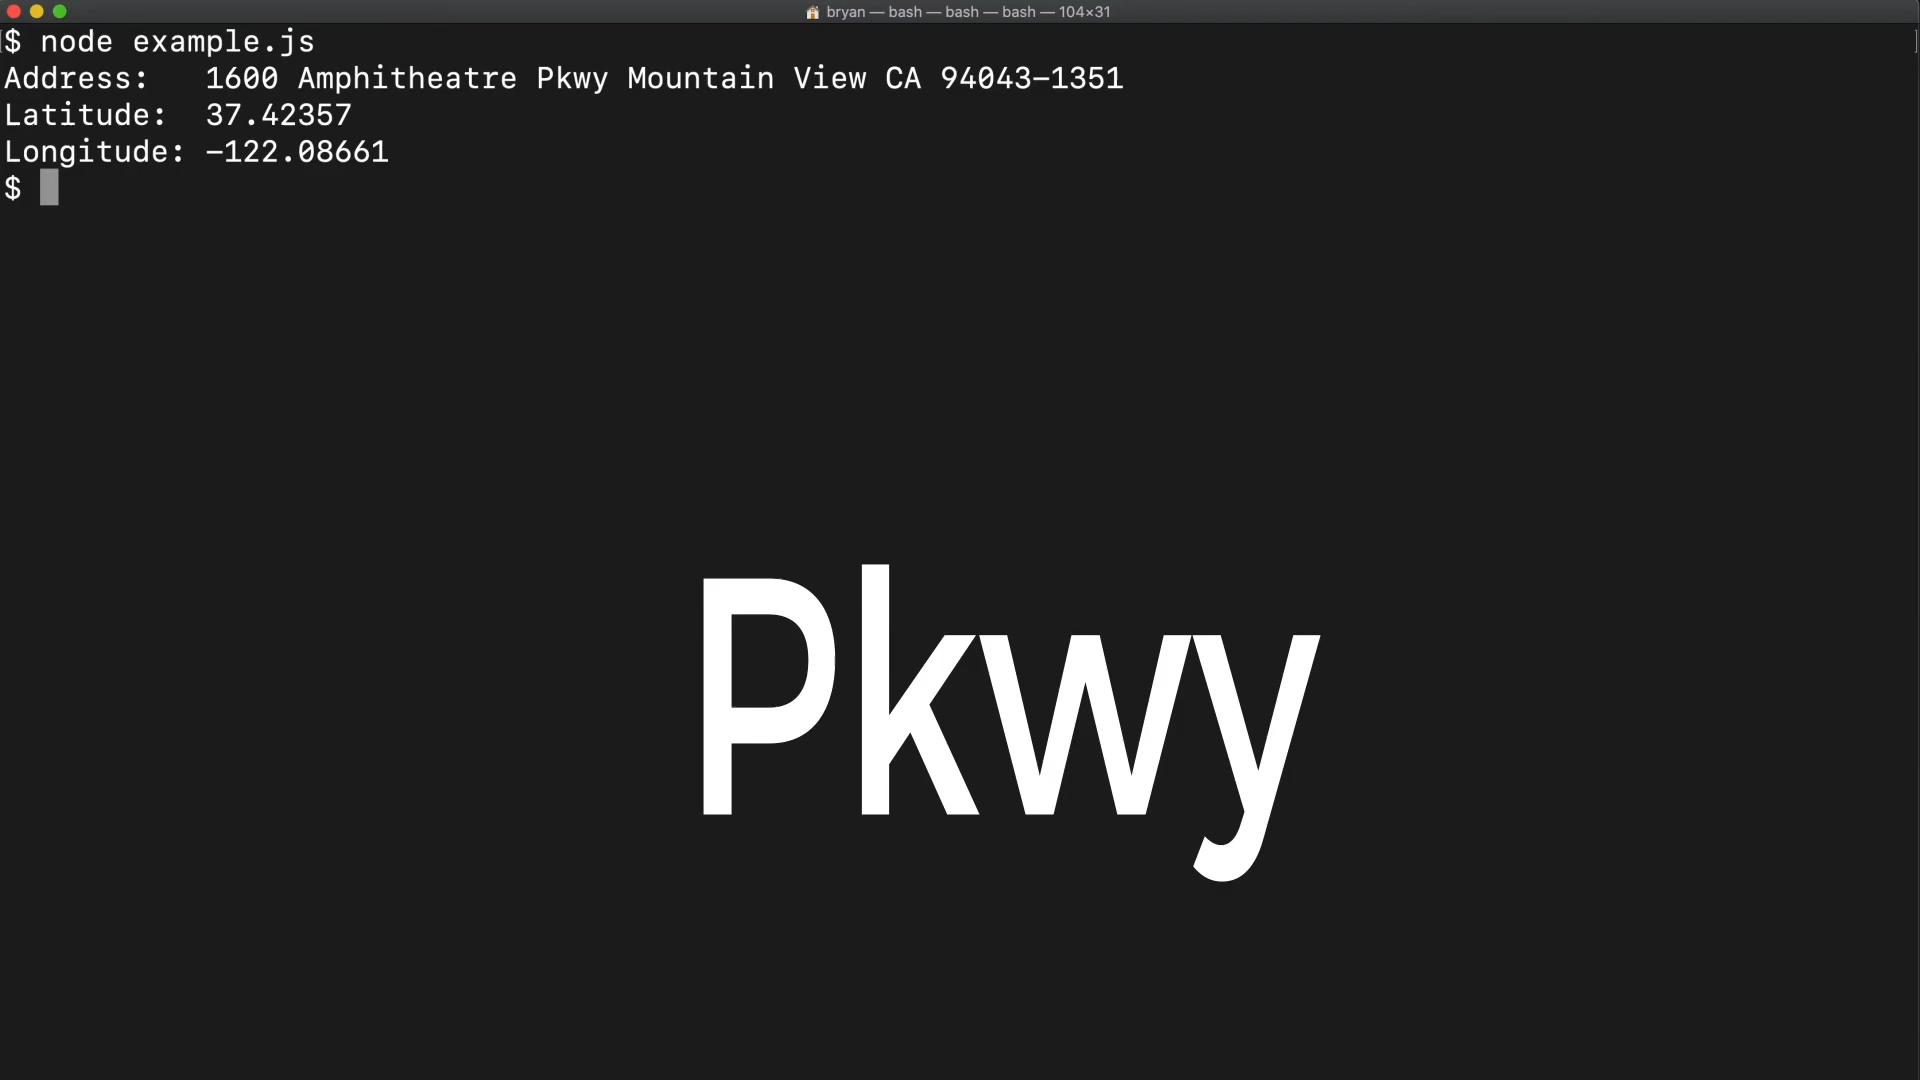 bryan — bash — bash — bash — 104×31
$ node example.js
Address:   1600 Amphitheatre Pkwy Mountain View CA 94043-1351
Latitude:  37.42357
Longitude: -122.08661
$
Pkwy